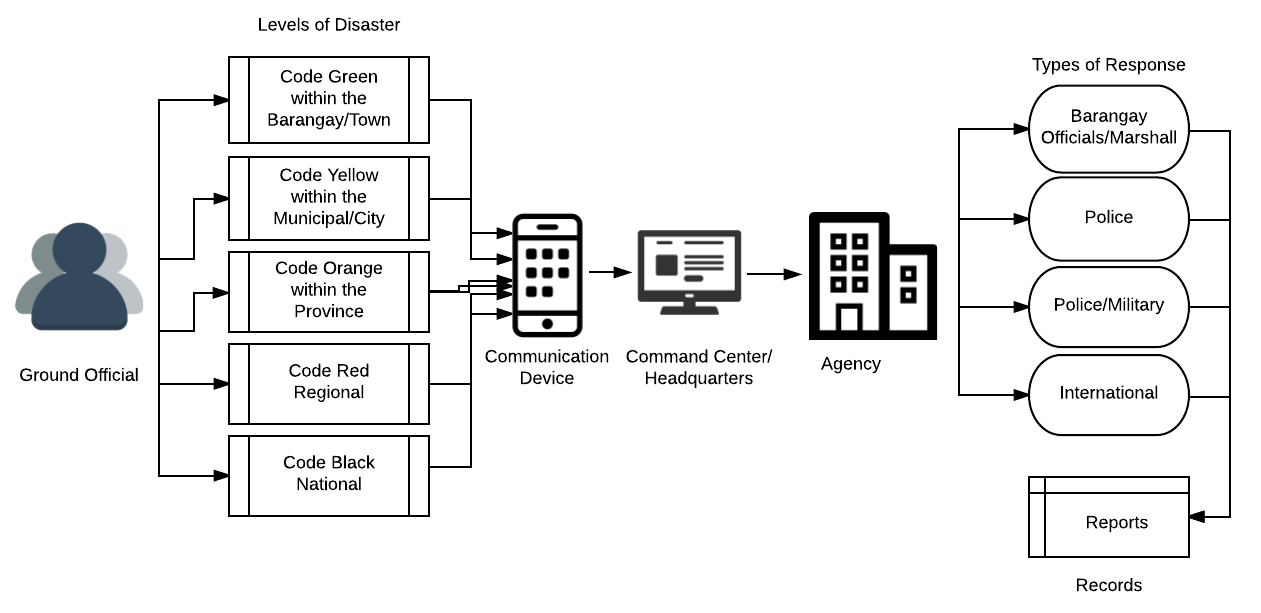 Levels of Disaster
Code Green
within the
Barangay/Town
Code Yellow
within the
Municipal/City
Code Orange
within the
Province
Code Red
Regional
Code Black
National
Ground Official
Communication
Device
Command Center/
Headquarters
Agency
Types of Response
Barangay
Officials/Marshall
Police
Police/Military
International
Reports
Records